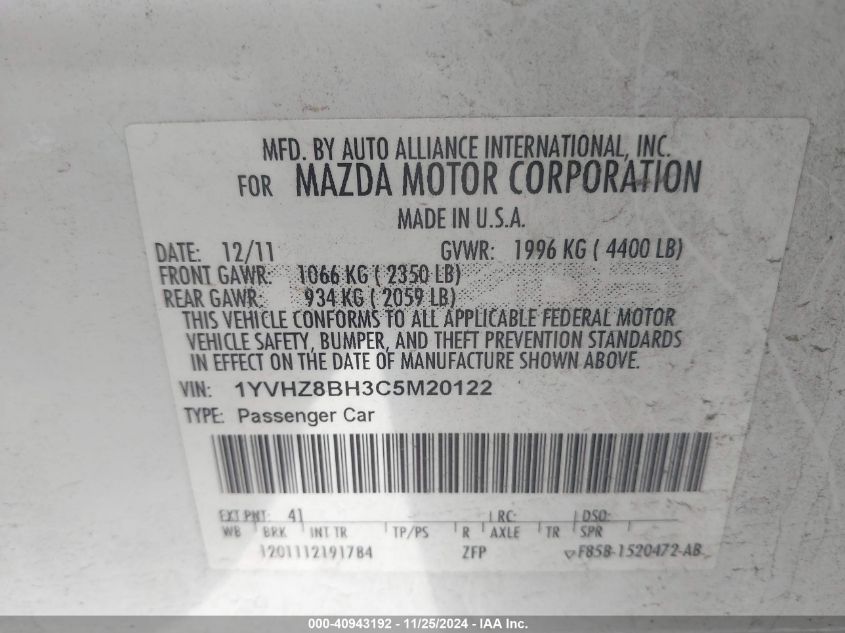 MFD. BY AUTO ALLIANCE INTERNATIONAL, INC.
FOR MAZDA MOTOR CORPORATION
MADE IN U.S.A.
DATE: 12/11 GVWR: 1996 KG ( 4400 LB)
FRONT GAWR: 1066 KG ( 2350 LB)
REAR GAWR: 934 KG ( 2059 LB)
THIS VEHICLE CONFORMS TO ALL APPLICABLE FEDERAL MOTOR
VEHICLE SAFETY, BUMPER, AND THEFT PREVENTION STANDARDS
IN EFFECT ON THE DATE OF MANUFACTURE SHOWN ABOVE.
VIN: 1YVHZ8BH3C5M20122
TYPE: Passenger Car
EXT PNT: 41 RC: DSO:
WB BRK INT TR TP/PS R AXLE TR SPR
1201112191784 ZFP F85B-1520472-AB
000-40943192 - 11/25/2024 - IAA Inc.